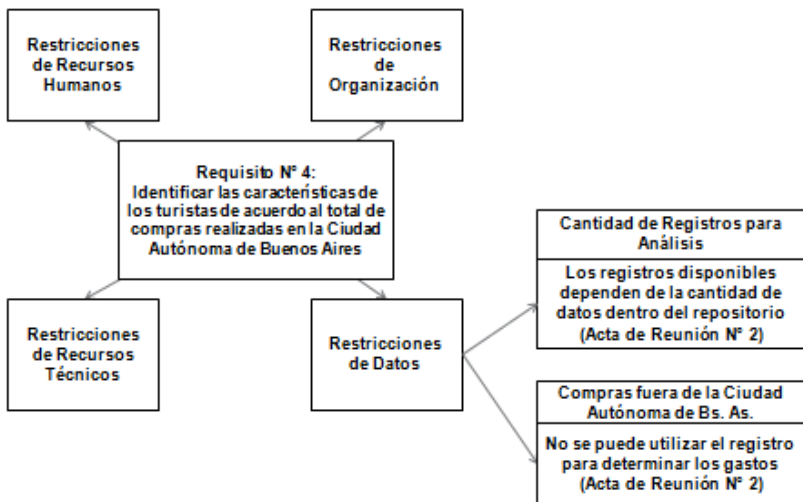 Restricciones
de Recursos
Humanos
Restricciones
de
Organización
Requisito N° 4:
Identificar las características de
los turistas de acuerdo al total de
compras realizadas en la Ciudad
Autónoma de Buenos Aires
Restricciones
de Recursos
Técnicos
Restricciones
de Datos
Cantidad de Registros para
Análisis
Los registros disponibles
dependen de la cantidad de
datos dentro del repositorio
(Acta de Reunión N° 2)
Compras fuera de la Ciudad
Autónoma de Bs. As.
No se puede utilizar el registro
para determinar los gastos
(Acta de Reunión N° 2)